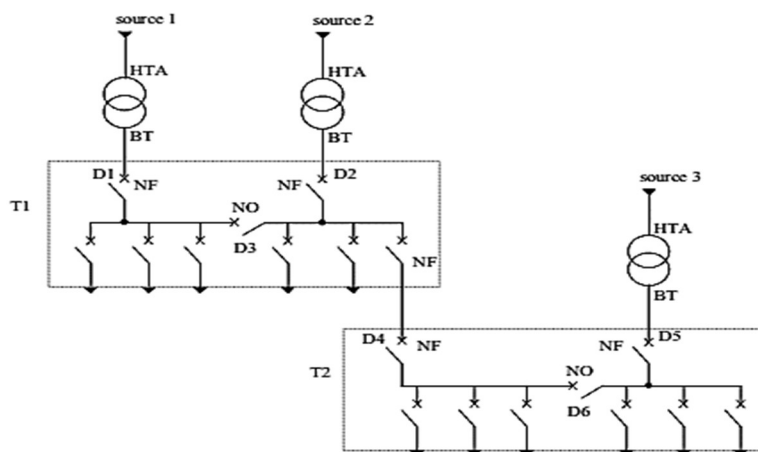 source 1
source 2
HTA
HTA
BT
BT
D1
NF
NF
D2
T1
NO
D3
NF
source 3
HTA
BT
D4
NF
NF
D5
T2
NO
D6